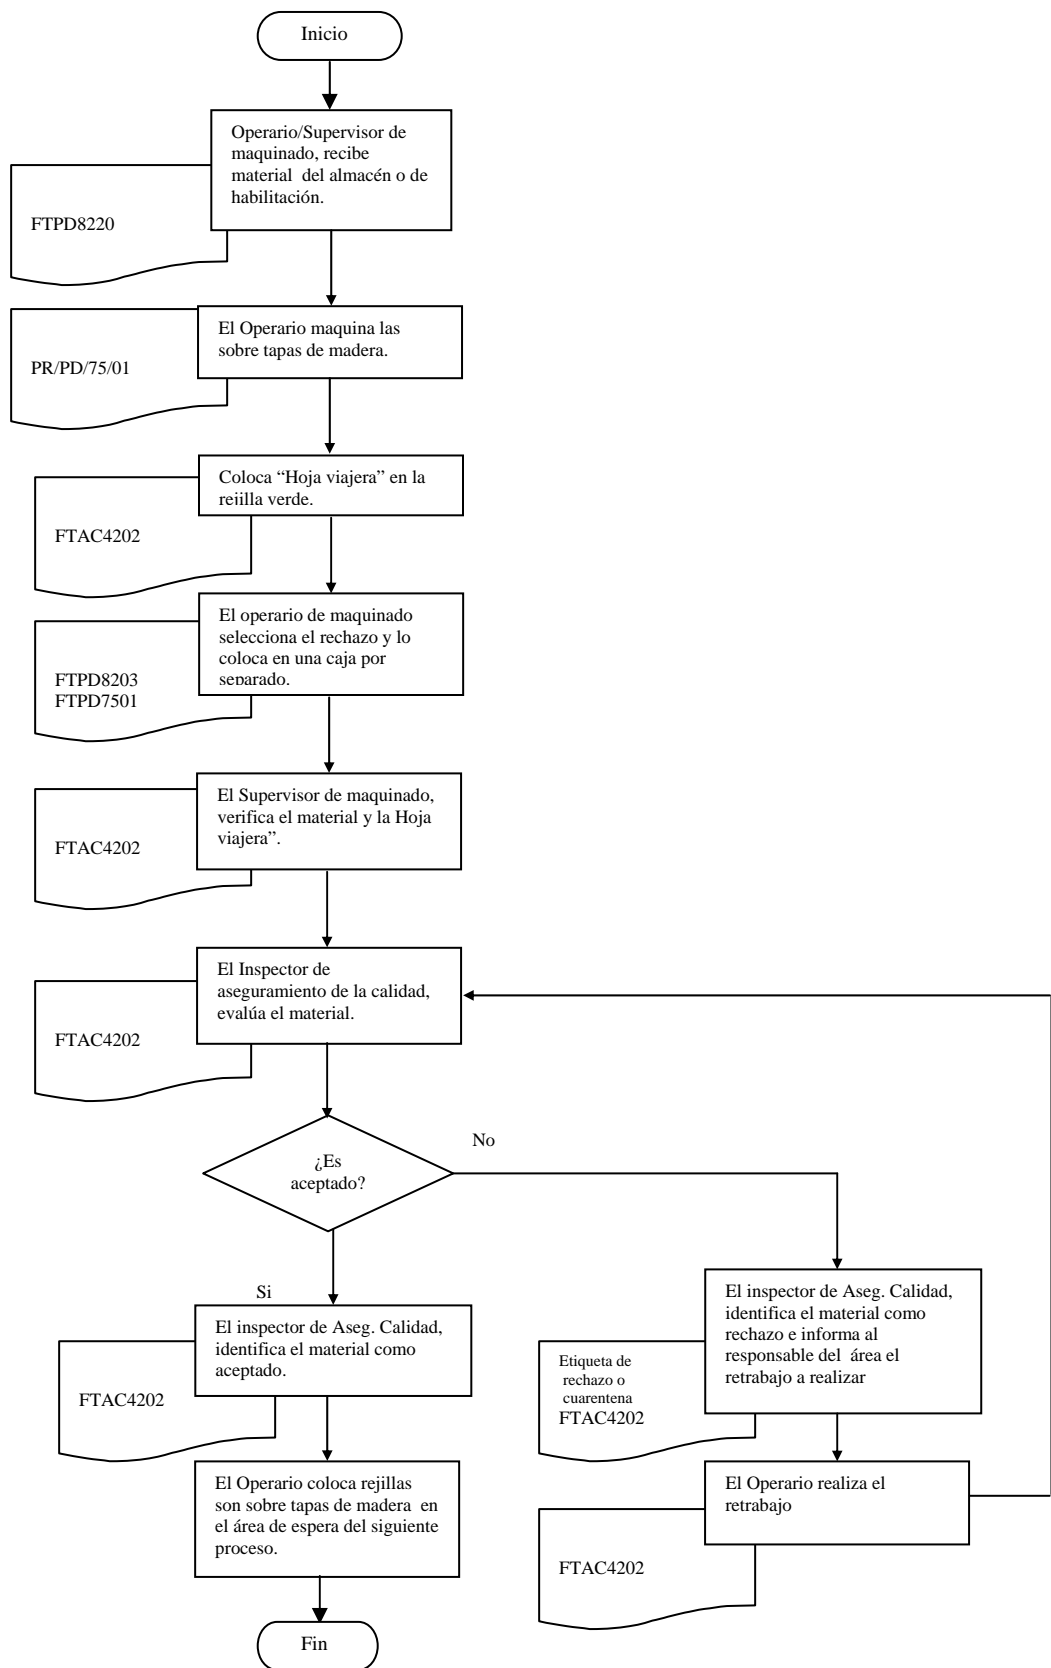 Inicio
Operario/Supervisor de
maquinado, recibe
material del almacén o de
habilitación.
FTPD8220
El Operario maquina las
sobre tapas de madera.
PR/PD/75/01
Coloca “Hoja viajera” en la
rejilla verde.
FTAC4202
El operario de maquinado
selecciona el rechazo y lo
coloca en una caja por
separado.
FTPD8203
FTPD7501
El Supervisor de maquinado,
verifica el material y la Hoja
viajera”.
FTAC4202
El Inspector de
aseguramiento de la calidad,
evalúa el material.
FTAC4202
¿Es
aceptado?
No
Si
El inspector de Aseg. Calidad,
identifica el material como
aceptado.
FTAC4202
El Operario coloca rejillas
son sobre tapas de madera en
el área de espera del siguiente
proceso.
Fin
El inspector de Aseg. Calidad,
identifica el material como
rechazo e informa al
responsable del área el
retrabajo a realizar
Etiqueta de
rechazo o
cuarentena
FTAC4202
El Operario realiza el
retrabajo
FTAC4202